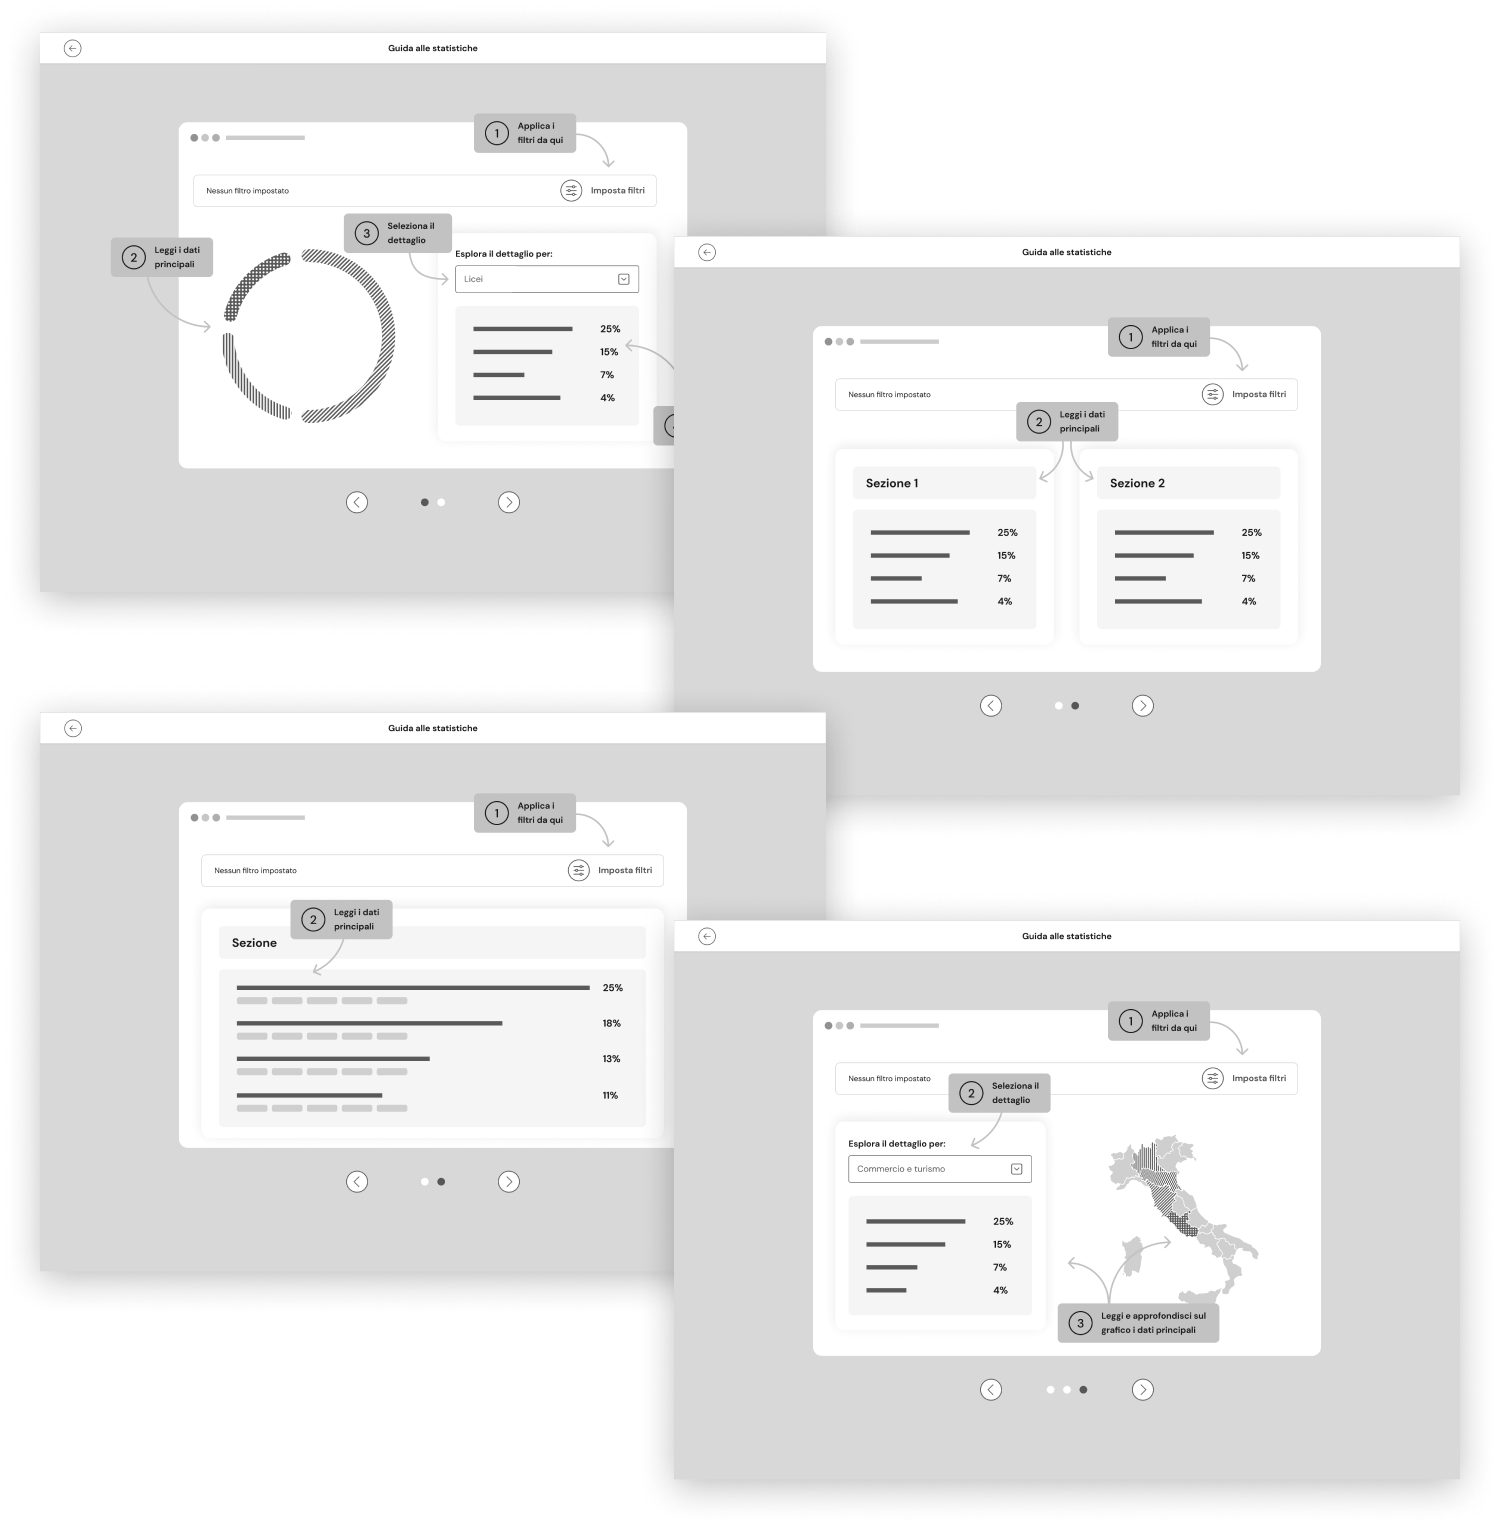 Guida alle statistiche
1
Applica i
filtri da qui
Nessun filtro impostato
Imposta filtri
2
Leggi i dati
principali
3
Seleziona il
dettaglio
Esplora il dettaglio per:
Licei
25%
15%
7%
4%
Guida alle statistiche
1
Applica i
filtri da qui
Nessun filtro impostato
Imposta filtri
2
Leggi i dati
principali
Sezione 1
25%
15%
7%
4%
Sezione 2
25%
15%
7%
4%
Guida alle statistiche
1
Applica i
filtri da qui
Nessun filtro impostato
Imposta filtri
2
Leggi i dati
principali
Sezione
25%
18%
13%
11%
Guida alle statistiche
1
Applica i
filtri da qui
Nessun filtro impostato
Imposta filtri
2
Seleziona il
dettaglio
Esplora il dettaglio per:
Commercio e turismo
25%
15%
7%
4%
3
Leggi e approfondisci sul
grafico i dati principali